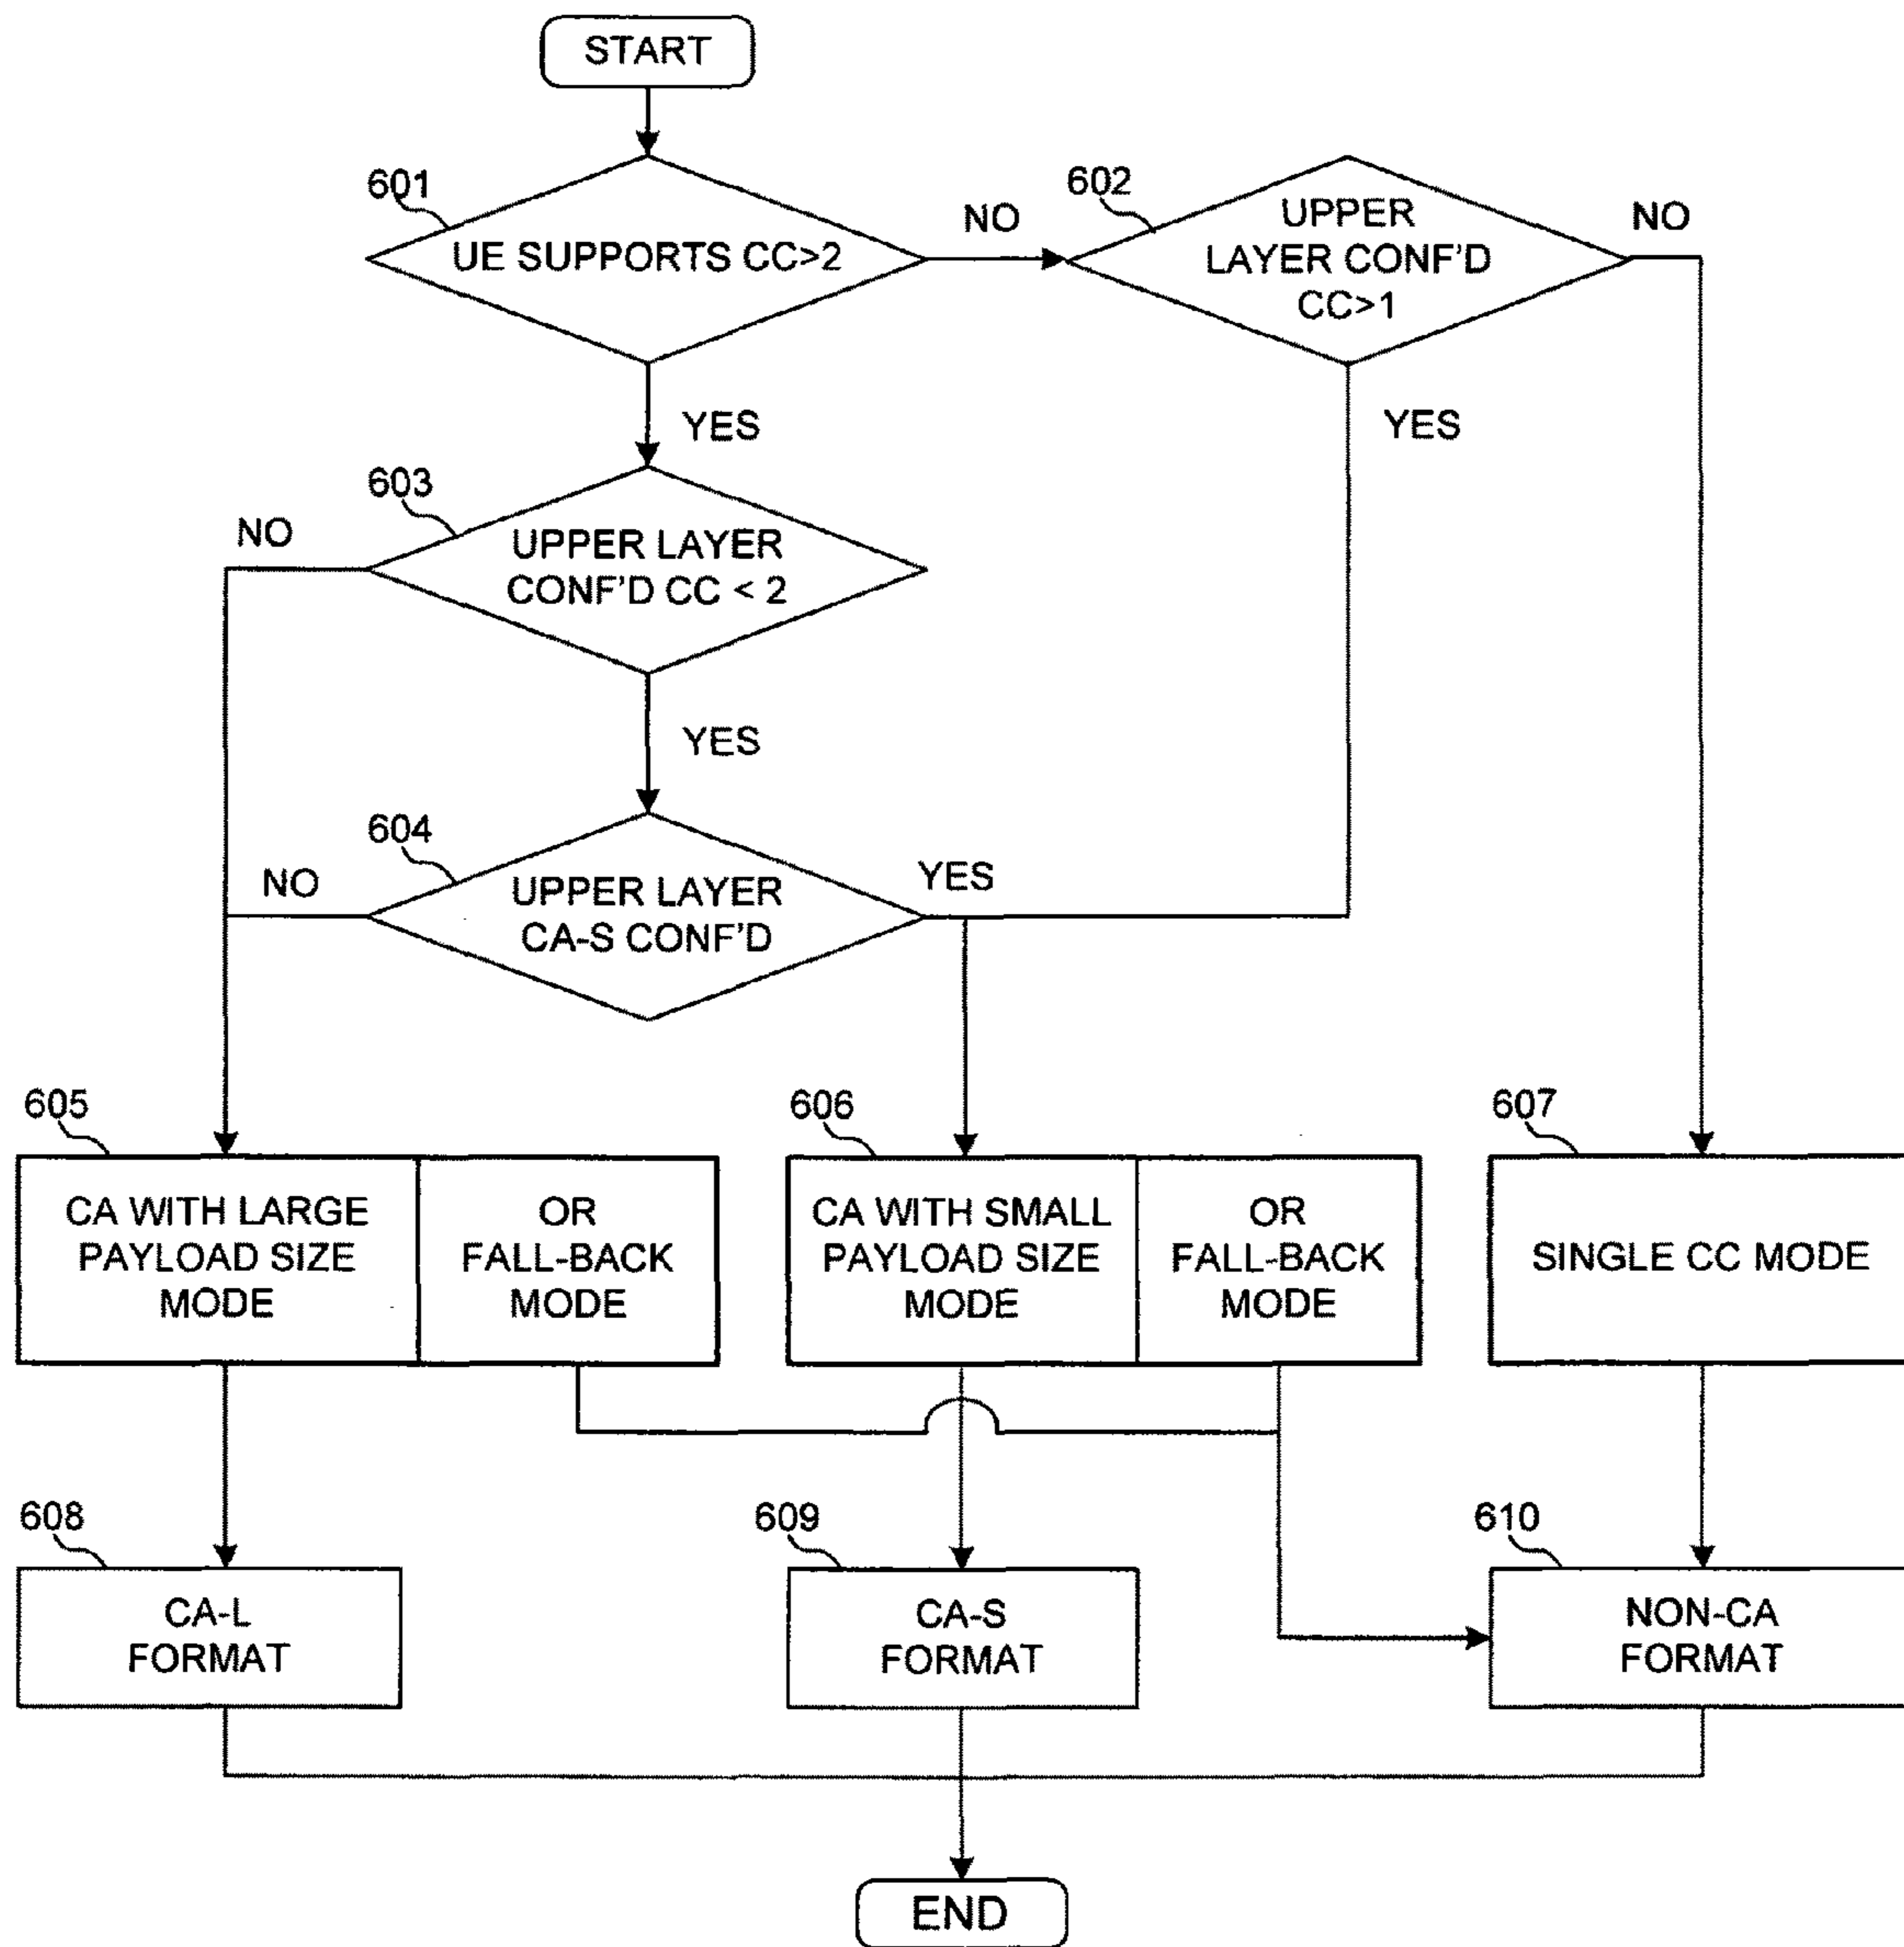 START
601
UE SUPPORTS CC>2
NO
602
UPPER
LAYER CONF'D
CC>1
NO
YES
YES
603
NO
UPPER LAYER
CONF'D CC < 2
YES
604
NO
UPPER LAYER
CA-S CONF'D
YES
605
CA WITH LARGE
PAYLOAD SIZE
MODE
OR
FALL-BACK
MODE
606
CA WITH SMALL
PAYLOAD SIZE
MODE
OR
FALL-BACK
MODE
607
SINGLE CC MODE
608
CA-L
FORMAT
609
CA-S
FORMAT
610
NON-CA
FORMAT
END